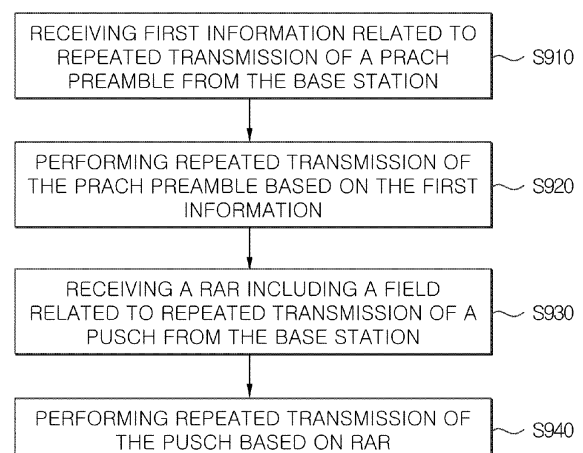 RECEIVING FIRST INFORMATION RELATED TO
REPEATED TRANSMISSION OF A PRACH
PREAMBLE FROM THE BASE STATION
S910
PERFORMING REPEATED TRANSMISSION OF
THE PRACH PREAMBLE BASED ON THE FIRST
INFORMATION
S920
RECEIVING A RAR INCLUDING A FIELD
RELATED TO REPEATED TRANSMISSION OF A
PUSCH FROM THE BASE STATION
S930
PERFORMING REPEATED TRANSMISSION OF
THE PUSCH BASED ON RAR
S940